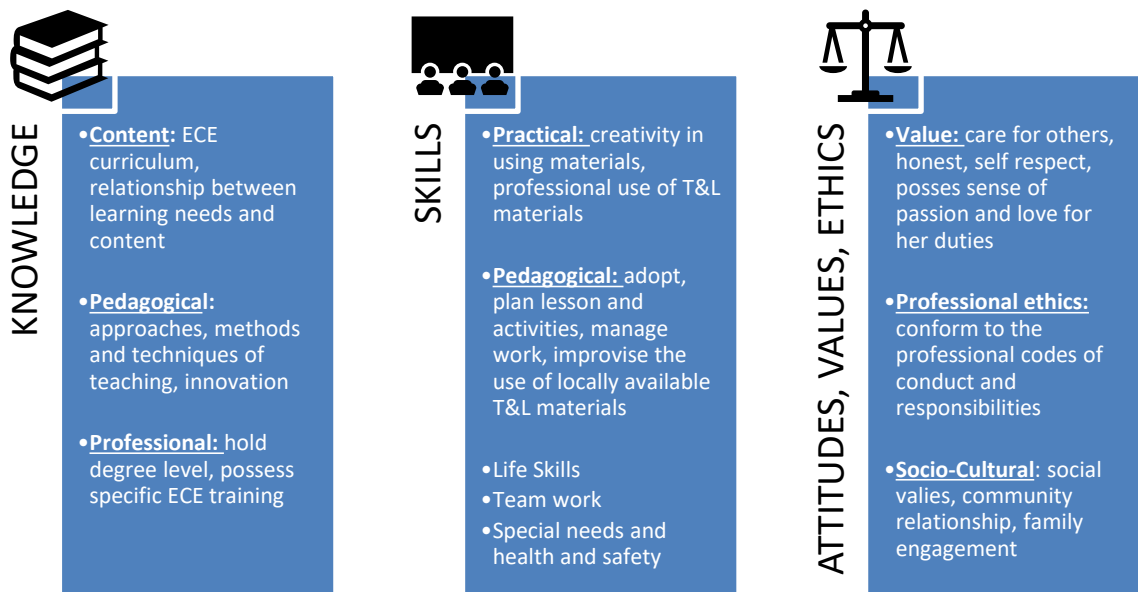 KNOWLEDGE
•Content: ECE
curriculum,
relationship between
learning needs and
content
•Pedagogical:
approaches, methods
and techniques of
teaching, innovation
•Professional: hold
degree level, possess
specific ECE training
SKILLS
•Practical: creativity in
using materials,
professional use of T&L
materials
•Pedagogical: adopt,
plan lesson and
activities, manage
work, improvise the
use of locally available
T&L materials
•Life Skills
•Team work
•Special needs and
health and safety
ATTITUDES, VALUES, ETHICS
•Value: care for others,
honest, self respect,
posses sense of
passion and love for
her duties
•Professional ethics:
conform to the
professional codes of
conduct and
responsibilities
•Socio-Cultural: social
valies, community
relationship, family
engagement